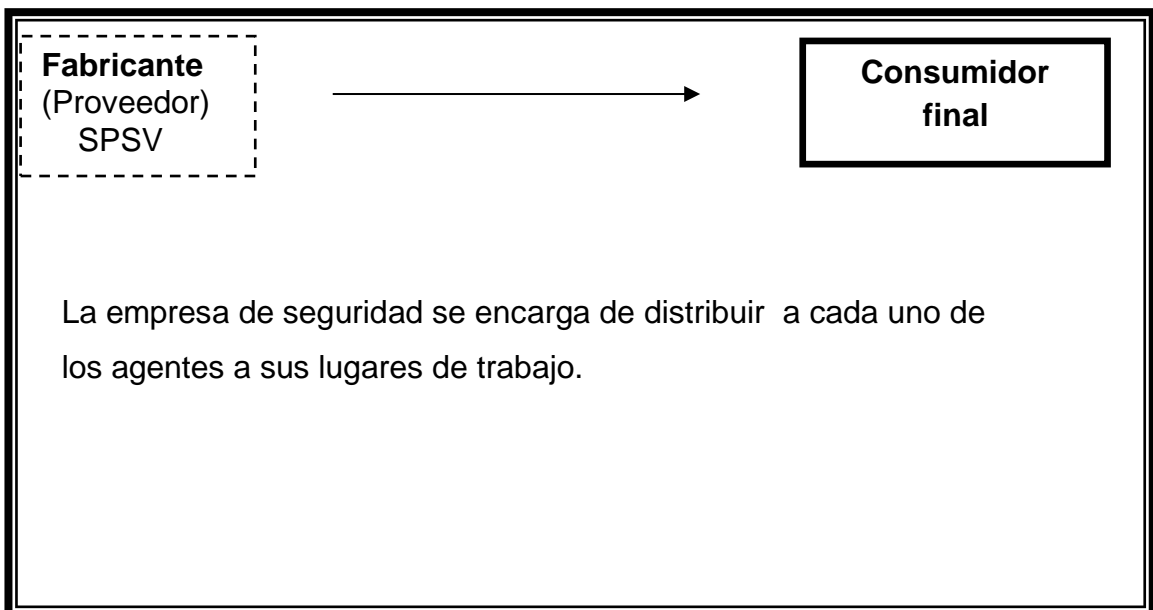 Fabricante
(Proveedor)
SPSV
Consumidor
final
La empresa de seguridad se encarga de distribuir  a cada uno de
los agentes a sus lugares de trabajo.